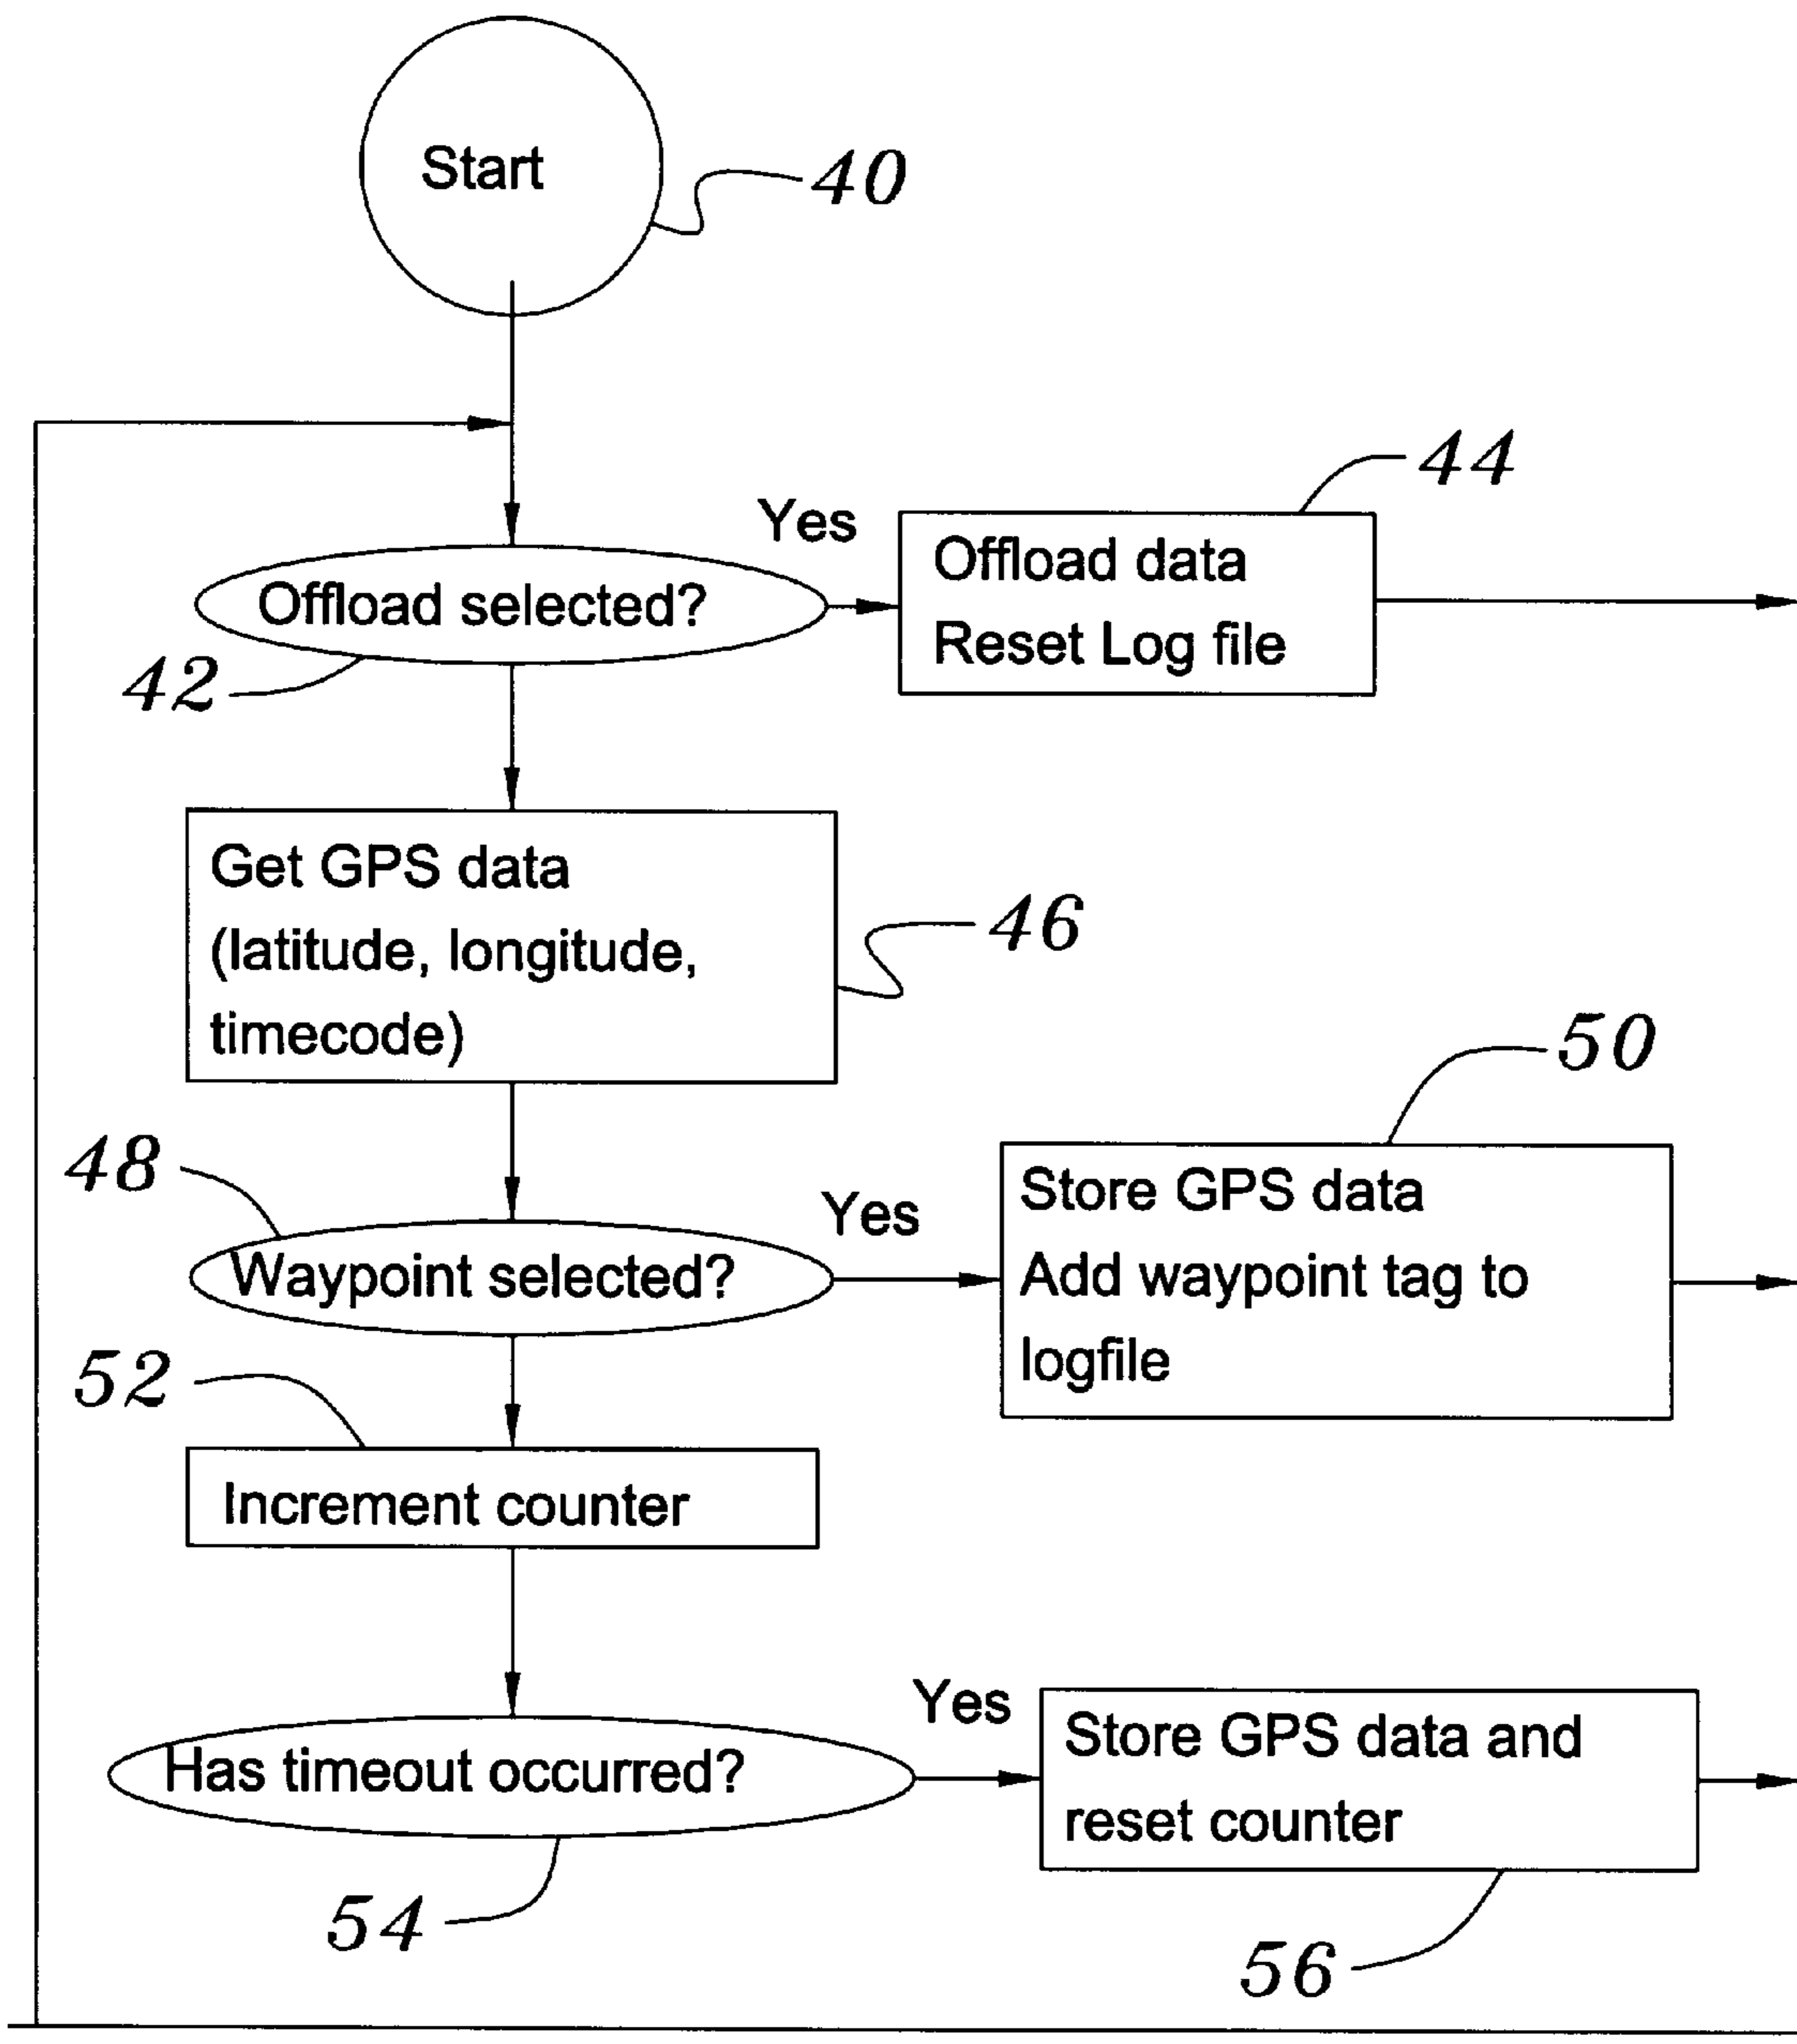 Start
40
44
Yes
Offload data
Reset Log file
Offload selected?
42
Get GPS data
(latitude, longitude,
timecode)
46
50
48
Yes
Store GPS data
Add waypoint tag to
logfile
Waypoint selected?
52
Increment counter
Yes
Store GPS data and
reset counter
Has timeout occurred?
54
56